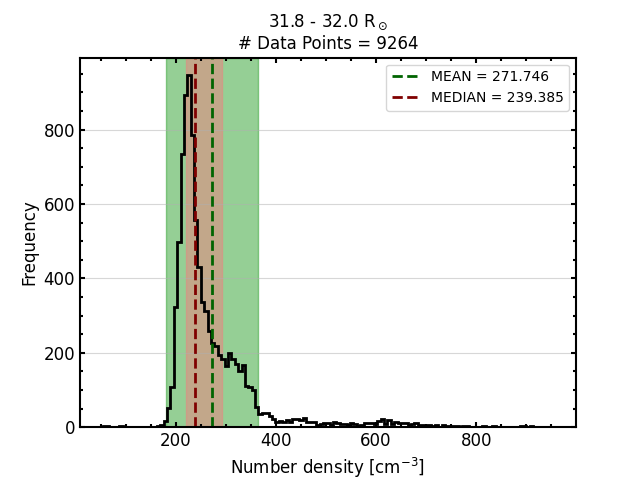 31.8 - 32.0 R⊙
# Data Points = 9264
MEAN = 271.746
MEDIAN = 239.385
Frequency
800
600
400
200
0
200 400 600 800
Number density [cm⁻³]